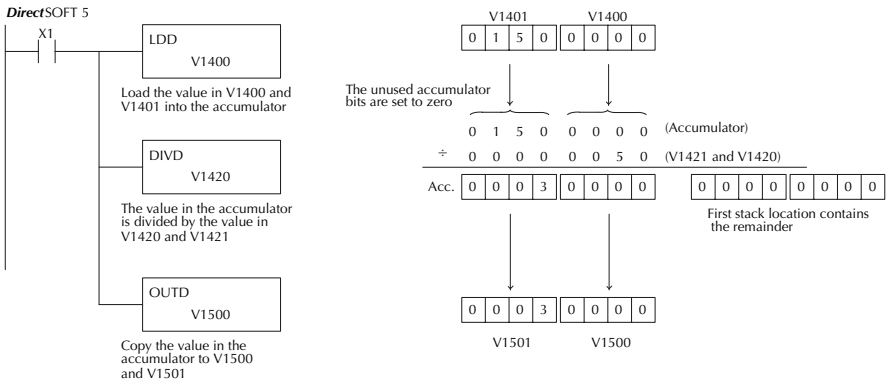 DirectSOFT 5
X1
LDD
V1400
Load the value in V1400 and
V1401 into the accumulator
DIVD
V1420
The value in the accumulator
is divided by the value in
V1420 and V1421
OUTD
V1500
Copy the value in the
accumulator to V1500
and V1501
V1401 V1400
0 1 5 0 0 0 0 0
The unused accumulator
bits are set to zero
0 1 5 0 0 0 0 0 (Accumulator)
÷ 0 0 0 0 0 0 5 0 (V1421 and V1420)
Acc. 0 0 0 3 0 0 0 0 0 0 0 0 0 0 0 0
First stack location contains
the remainder
0 0 0 3 0 0 0 0
V1501 V1500